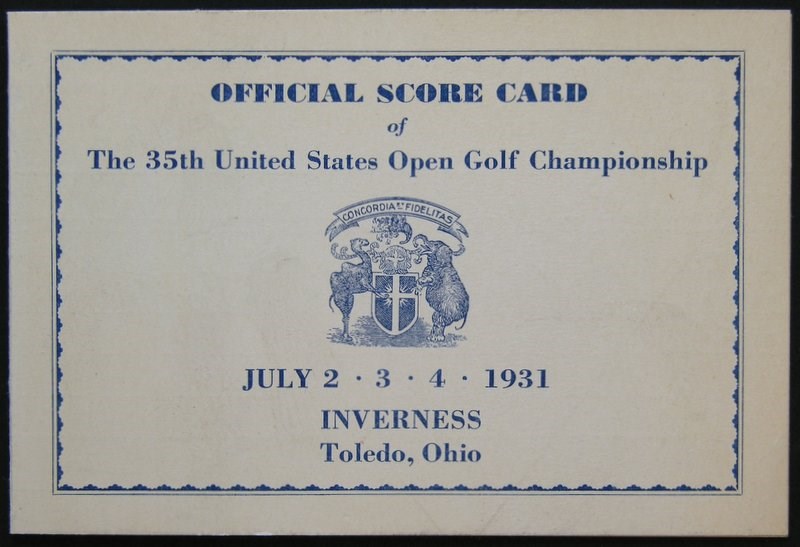 OFFICIAL SCORE CARD
of
The 35th United States Open Golf Championship
CONCORDIA ET FIDELITAS
JULY 2 · 3 · 4 · 1931
INVERNESS
Toledo, Ohio